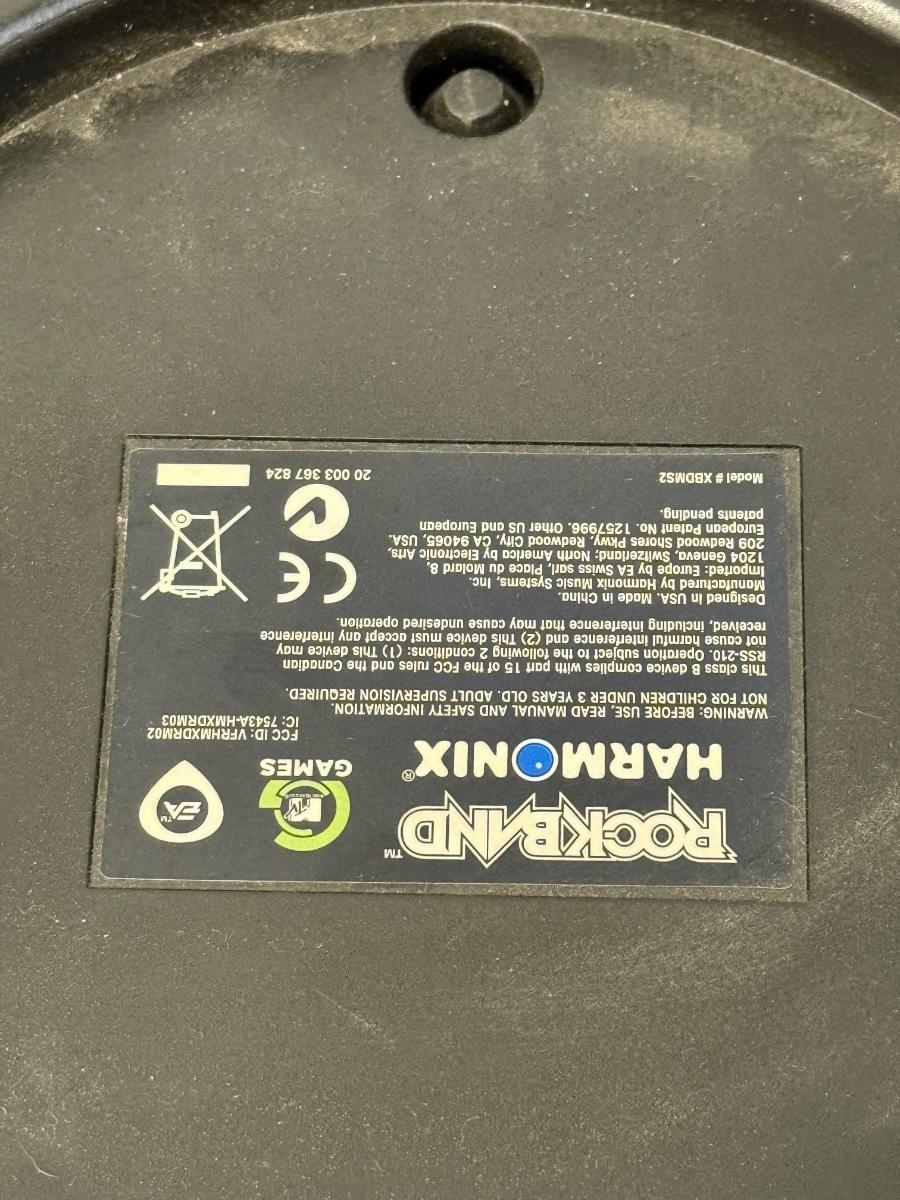 ROCKBAND™
HARMONIX®
GAMES
EA™
FCC ID: VFRHMXDRM02
IC: 7543A-HMXDRM03
WARNING: BEFORE USE, READ MANUAL AND SAFETY INFORMATION.
NOT FOR CHILDREN UNDER 3 YEARS OLD. ADULT SUPERVISION REQUIRED.
This class B device complies with part 15 of the FCC rules and the Canadian
RSS-210. Operation subject to the following 2 conditions: (1) This device may
not cause harmful interference and (2) This device must accept any interference
received, including interference that may cause undesired operation.
Designed in USA. Made in China.
Manufactured by Harmonix Music Systems, Inc.
Imported: Europe by EA Swiss sarl, Place du Molard 8,
1204 Geneva, Switzerland; North America by Electronic Arts,
209 Redwood Shores Pkwy, Redwood City, CA 94065, USA.
European Patent No. 1257996. Other US and European
patents pending.
CE
Model # XBDMS2
20 003 367 824